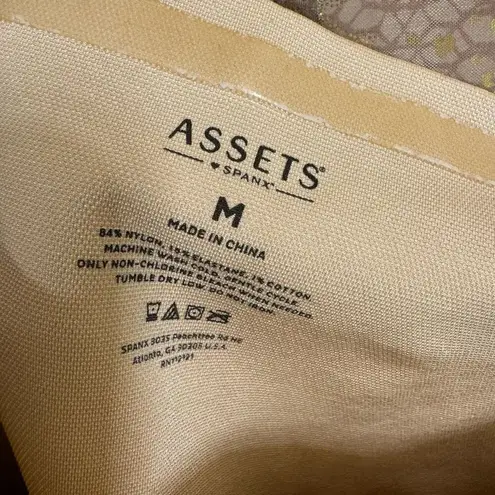 ASSETS®
♥ SPANX®
M
MADE IN CHINA
84% NYLON, 15% ELASTANE, 1% COTTON
MACHINE WASH COLD, GENTLE CYCLE
ONLY NON-CHLORINE BLEACH WHEN NEEDED.
TUMBLE DRY LOW. DO NOT IRON.
SPANX 3035 Peachtree Rd NE
Atlanta, GA 30305 U.S.A.